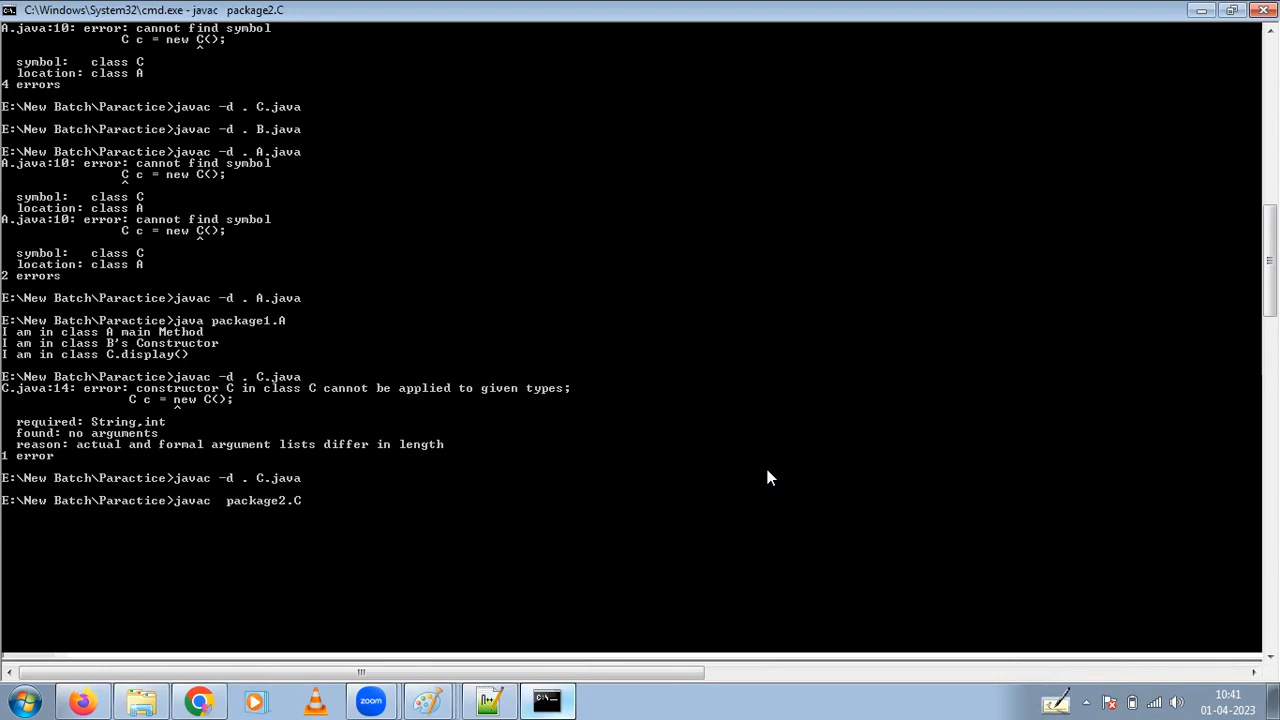 C:\Windows\System32\cmd.exe - javac  package2.C
A.java:10: error: cannot find symbol
                C c = new C();
                          ^
  symbol:   class C
  location: class A
4 errors
E:\New Batch\Paractice>javac -d . C.java
E:\New Batch\Paractice>javac -d . B.java
E:\New Batch\Paractice>javac -d . A.java
A.java:10: error: cannot find symbol
                C c = new C();
                ^
  symbol:   class C
  location: class A
A.java:10: error: cannot find symbol
                C c = new C();
                          ^
  symbol:   class C
  location: class A
2 errors
E:\New Batch\Paractice>javac -d . A.java
E:\New Batch\Paractice>java package1.A
I am in class A main Method
I am in class B's Constructor
I am in class C.display()
E:\New Batch\Paractice>javac -d . C.java
C.java:14: error: constructor C in class C cannot be applied to given types;
                 C c = new C();
                       ^
  required: String,int
  found: no arguments
  reason: actual and formal argument lists differ in length
1 error
E:\New Batch\Paractice>javac -d . C.java
E:\New Batch\Paractice>javac  package2.C
zoom
10:41
01-04-2023